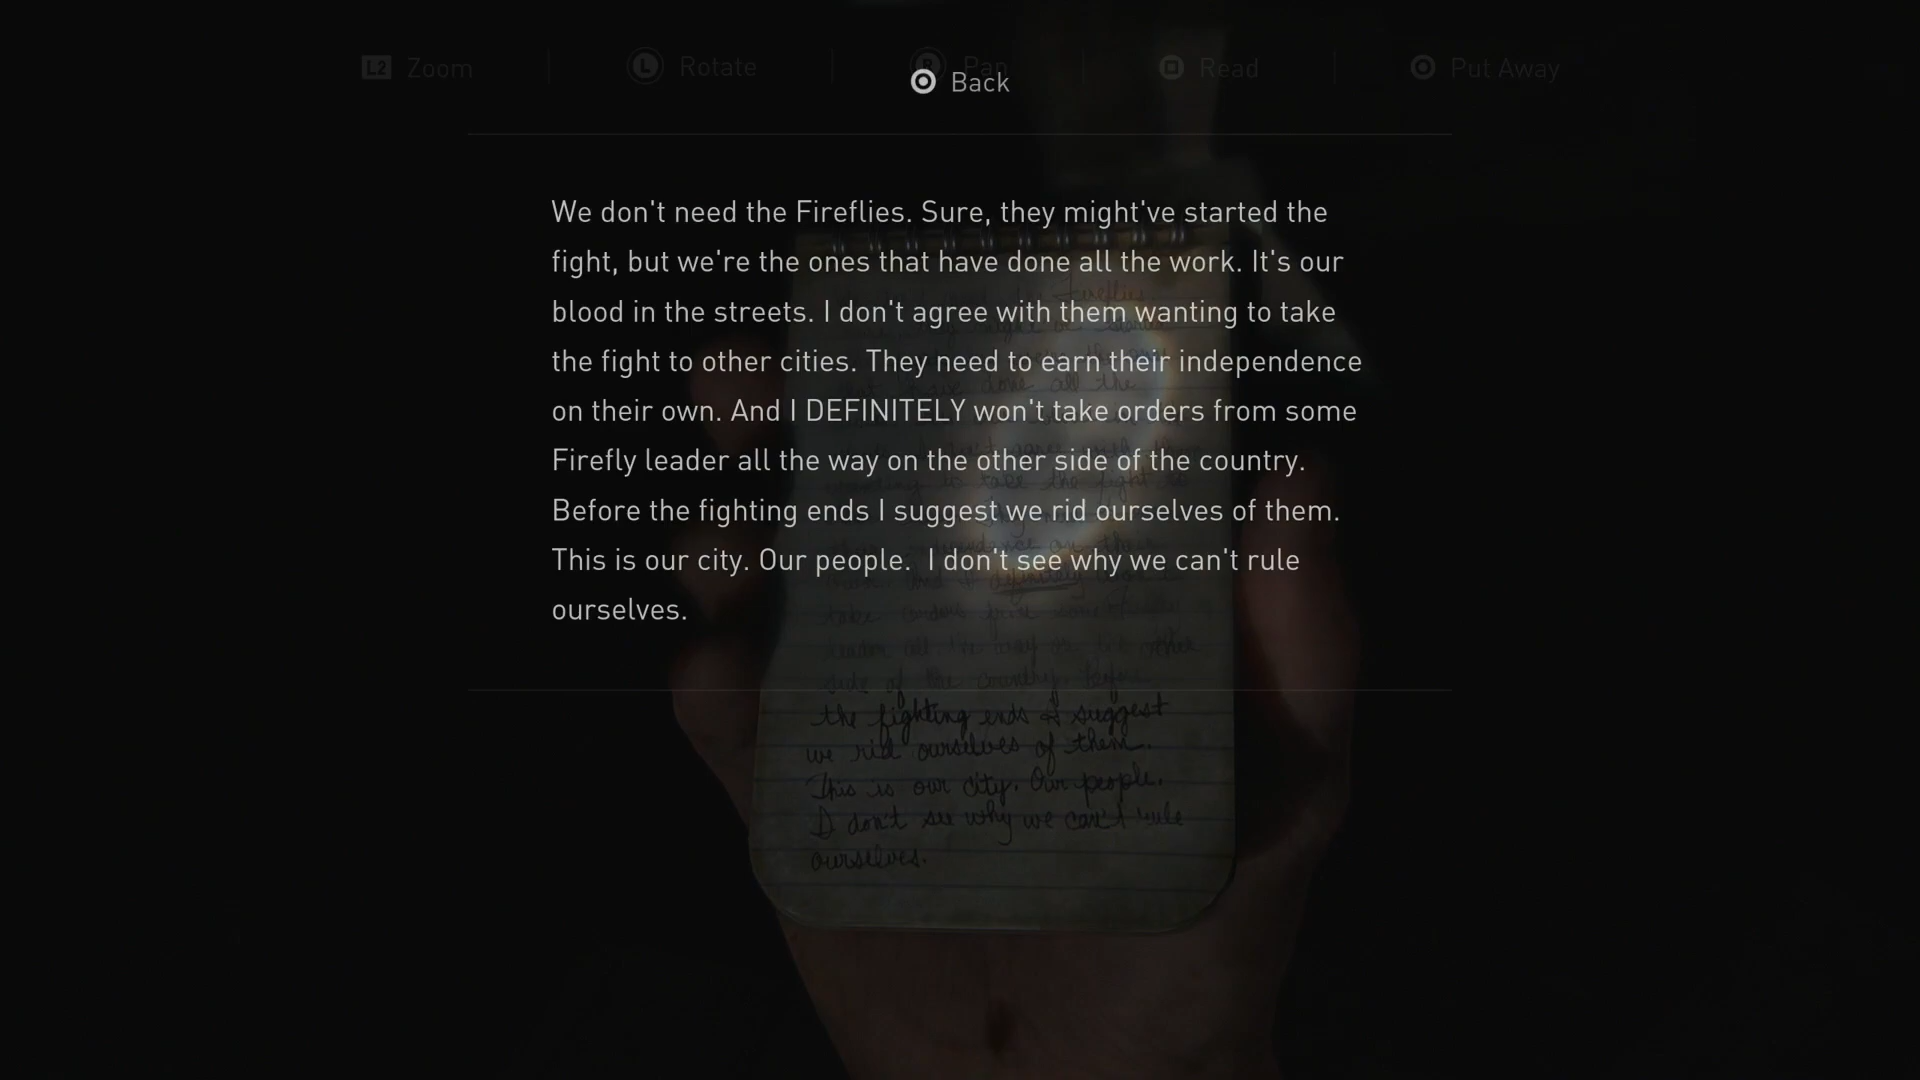 L2 Zoom L Rotate R Pan Read Put Away
Back
We don't need the Fireflies. Sure, they might've started the
fight, but we're the ones that have done all the work. It's our
blood in the streets. I don't agree with them wanting to take
the fight to other cities. They need to earn their independence
on their own. And I DEFINITELY won't take orders from some
Firefly leader all the way on the other side of the country.
Before the fighting ends I suggest we rid ourselves of them.
This is our city. Our people.  I don't see why we can't rule
ourselves.
the fighting ends I suggest
we rid ourselves of them.
This is our city. Our people.
I don't see why we can't rule
ourselves.